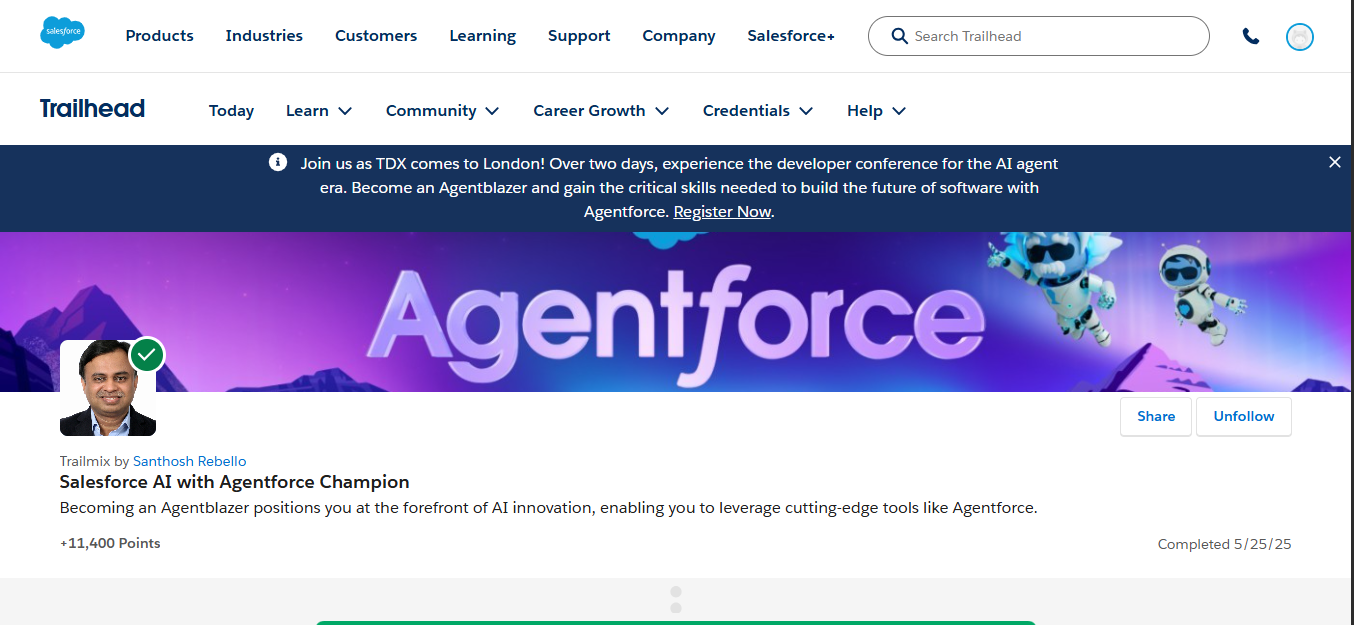 salesforce
Products
Industries
Customers
Learning
Support
Company
Salesforce+
Search Trailhead
Trailhead
Today
Learn
Community
Career Growth
Credentials
Help
Join us as TDX comes to London! Over two days, experience the developer conference for the AI agent
era. Become an Agentblazer and gain the critical skills needed to build the future of software with
Agentforce. Register Now.
Agentforce
Share
Unfollow
Trailmix by Santhosh Rebello
Salesforce AI with Agentforce Champion
Becoming an Agentblazer positions you at the forefront of AI innovation, enabling you to leverage cutting-edge tools like Agentforce.
+11,400 Points
Completed 5/25/25